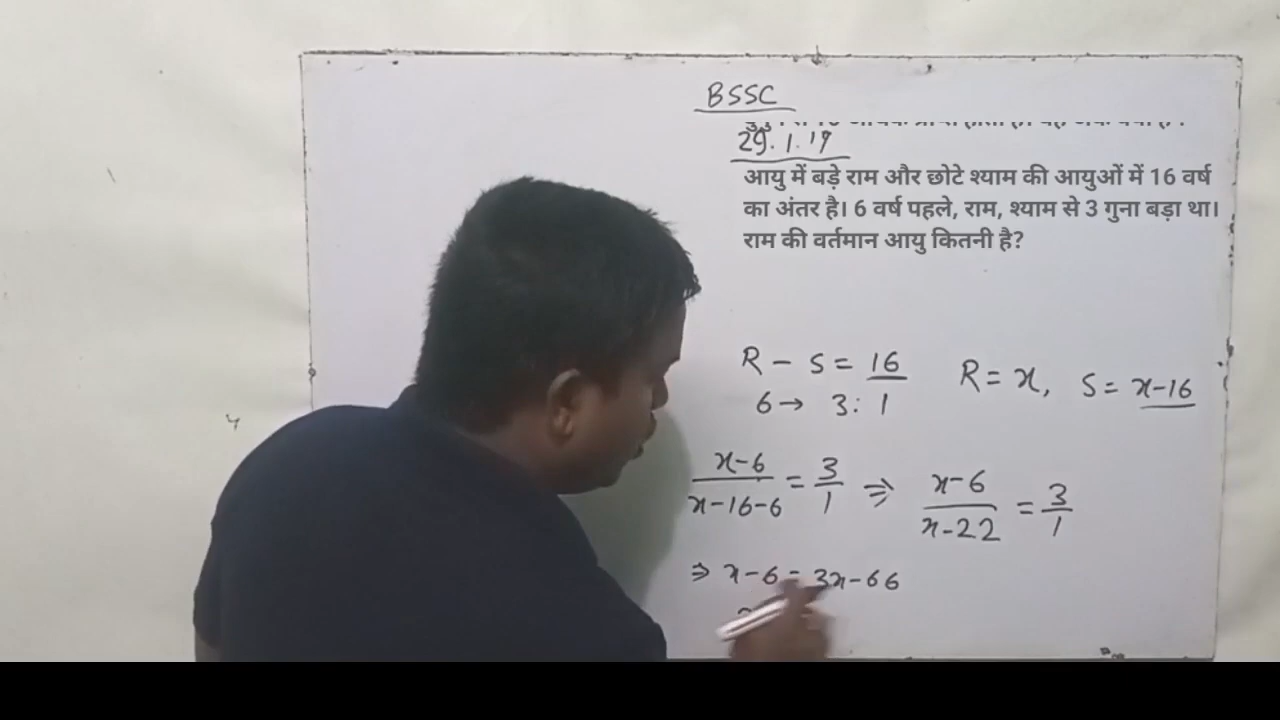 BSSC
29.1.19
आयु में बड़े राम और छोटे श्याम की आयुओं में 16 वर्ष
का अंतर है। 6 वर्ष पहले, राम, श्याम से 3 गुना बड़ा था।
राम की वर्तमान आयु कितनी है?
R - S = 16 R = x, S = x-16
6 → 3: 1
x-6/x-16-6 = 3/1 ⇒ x-6/x-22 = 3/1
⇒ x-6 = 3x-66